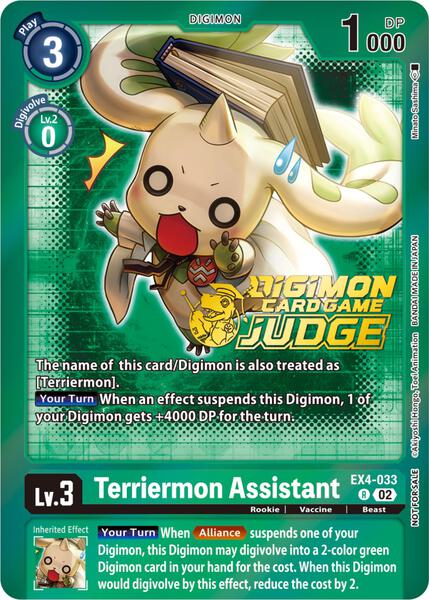 Play
3
DIGIMON
1000
DP
Digivolve
Lv.2
0
Minato Sashima
DIGIMON
CARD GAME
JUDGE
The name of this card/Digimon is also treated as
[Terriermon].
Your Turn When an effect suspends this Digimon, 1 of
your Digimon gets +4000 DP for the turn.
©Akiyoshi Hongo, Toei Animation BANDAI MADE IN JAPAN
NOT FOR SALE
Lv.3
Terriermon Assistant
EX4-033
R 02
Rookie | Vaccine | Beast
Inherited Effect
Your Turn When Alliance suspends one of your
Digimon, this Digimon may digivolve into a 2-color green
Digimon card in your hand for the cost. When this Digimon
would digivolve by this effect, reduce the cost by 2.